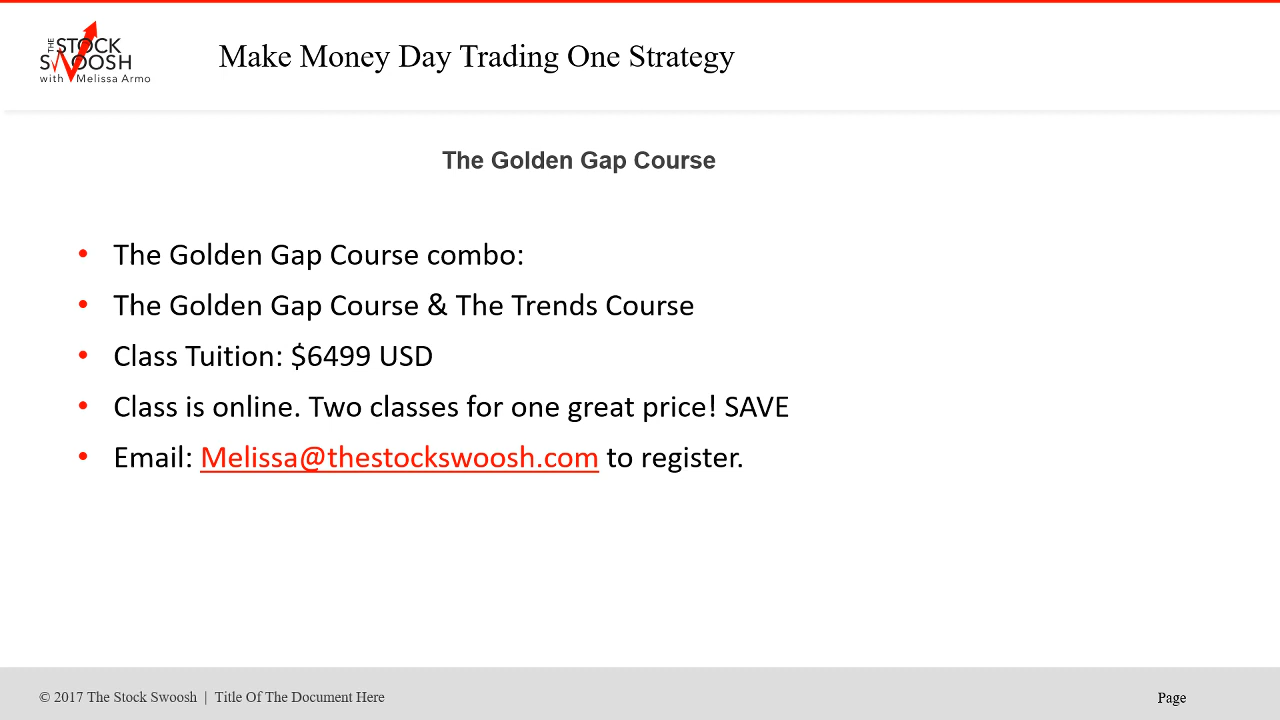 THE STOCK
SWOOSH
with Melissa Armo
Make Money Day Trading One Strategy
The Golden Gap Course
• The Golden Gap Course combo:
• The Golden Gap Course & The Trends Course
• Class Tuition: $6499 USD
• Class is online. Two classes for one great price! SAVE
• Email: Melissa@thestockswoosh.com to register.
© 2017 The Stock Swoosh | Title Of The Document Here
Page